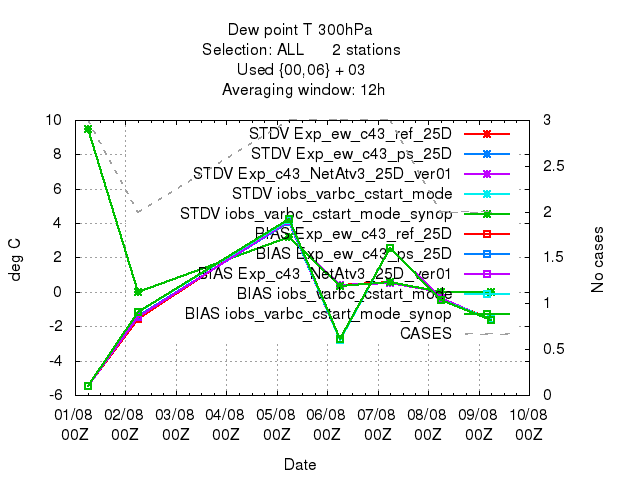 Dew point T 300hPa
Selection: ALL 2 stations
Used {00,06} + 03
Averaging window: 12h
10 3
STDV Exp_ew_c43_ref_25D
STDV Exp_ew_c43_ps_25D
8 2.5
STDV Exp_c43_NetAtv3_25D_ver01
6
STDV iobs_varbc_cstart_mode
STDV iobs_varbc_cstart_mode_synop
4 2
BIAS Exp_ew_c43_ref_25D
BIAS Exp_ew_c43_ps_25D
2 1.5
BIAS Exp_c43_NetAtv3_25D_ver01
0
BIAS iobs_varbc_cstart_mode
1
BIAS iobs_varbc_cstart_mode_synop
-2
CASES
0.5
-4
-6 0
deg C
No cases
01/08 02/08 03/08 04/08 05/08 06/08 07/08 08/08 09/08 10/08
00Z 00Z 00Z 00Z 00Z 00Z 00Z 00Z 00Z 00Z
Date